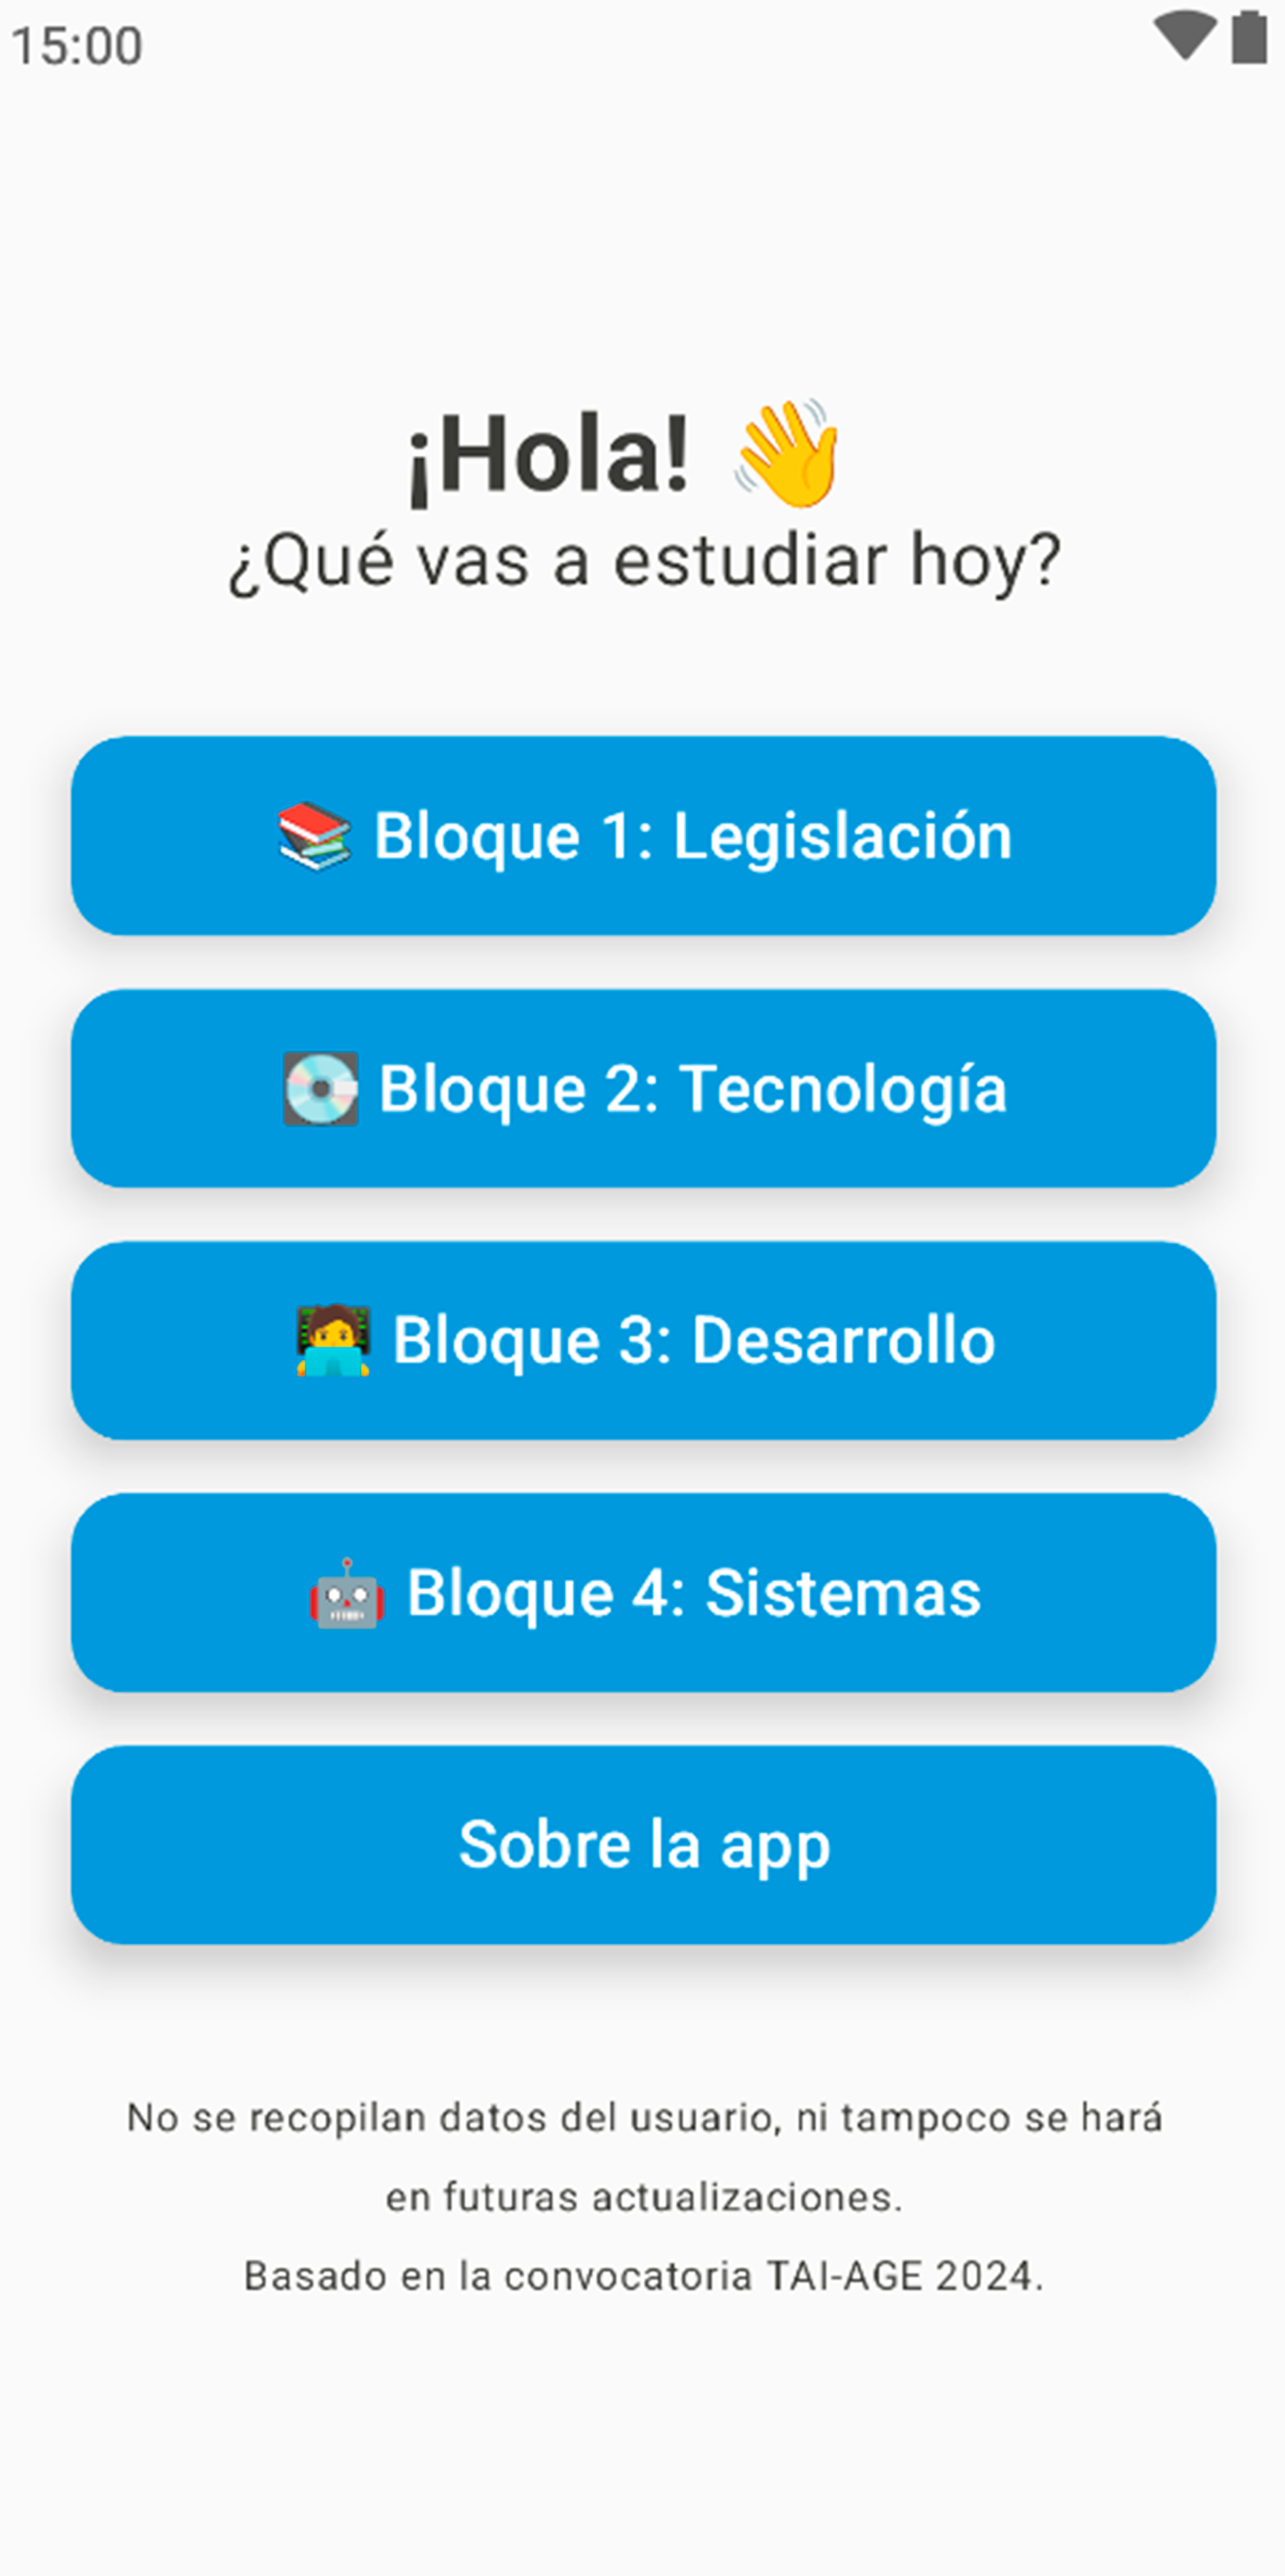 15:00
¡Hola! 👋
¿Qué vas a estudiar hoy?
📚 Bloque 1: Legislación
💽 Bloque 2: Tecnología
🧑‍💻 Bloque 3: Desarrollo
🤖 Bloque 4: Sistemas
Sobre la app
No se recopilan datos del usuario, ni tampoco se hará
en futuras actualizaciones.
Basado en la convocatoria TAI-AGE 2024.